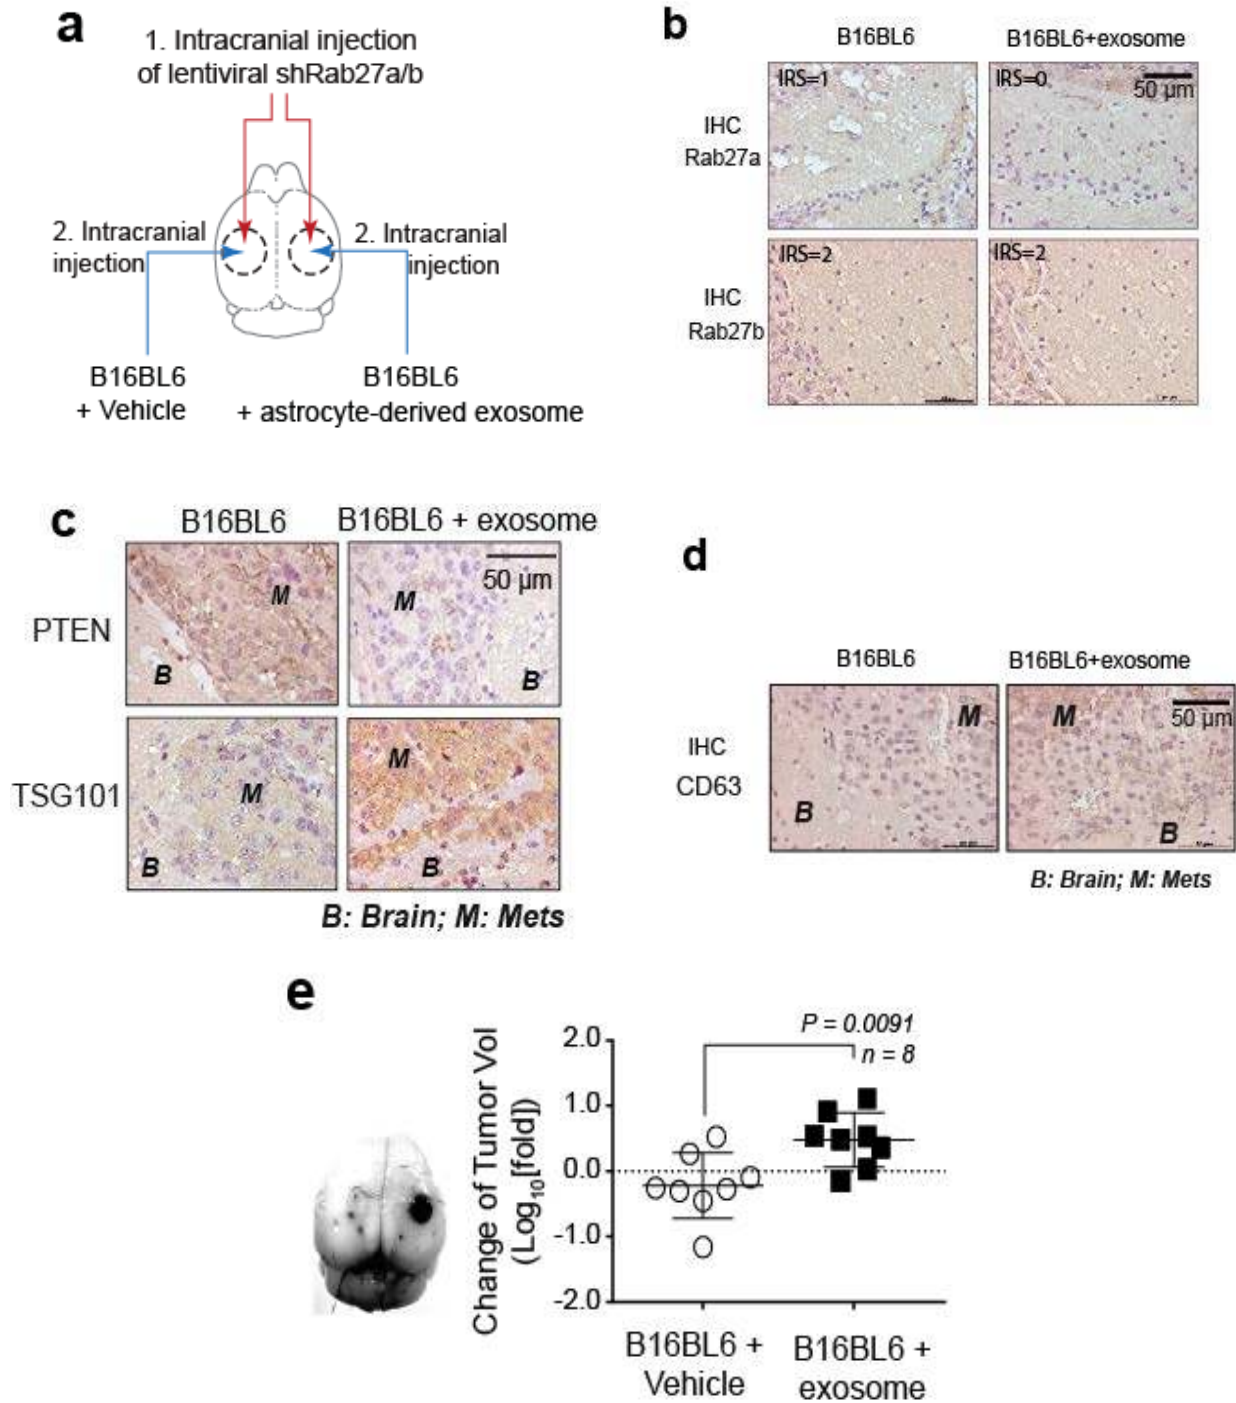 a
1. Intracranial injection
of lentiviral shRab27a/b
2. Intracranial
injection
2. Intracranial
injection
B16BL6
+ Vehicle
B16BL6
+ astrocyte-derived exosome
b
B16BL6
B16BL6+exosome
IHC
Rab27a
IRS=1
IRS=0
50 µm
IHC
Rab27b
IRS=2
IRS=2
c
B16BL6
B16BL6 + exosome
PTEN
M
B
M
B
50 µm
TSG101
M
B
M
B
B: Brain; M: Mets
d
B16BL6
B16BL6+exosome
IHC
CD63
M
B
M
B
50 µm
B: Brain; M: Mets
e
Change of Tumor Vol
(Log10[fold])
2.0
1.0
0.0
-1.0
-2.0
P = 0.0091
n = 8
B16BL6 +
Vehicle
B16BL6 +
exosome